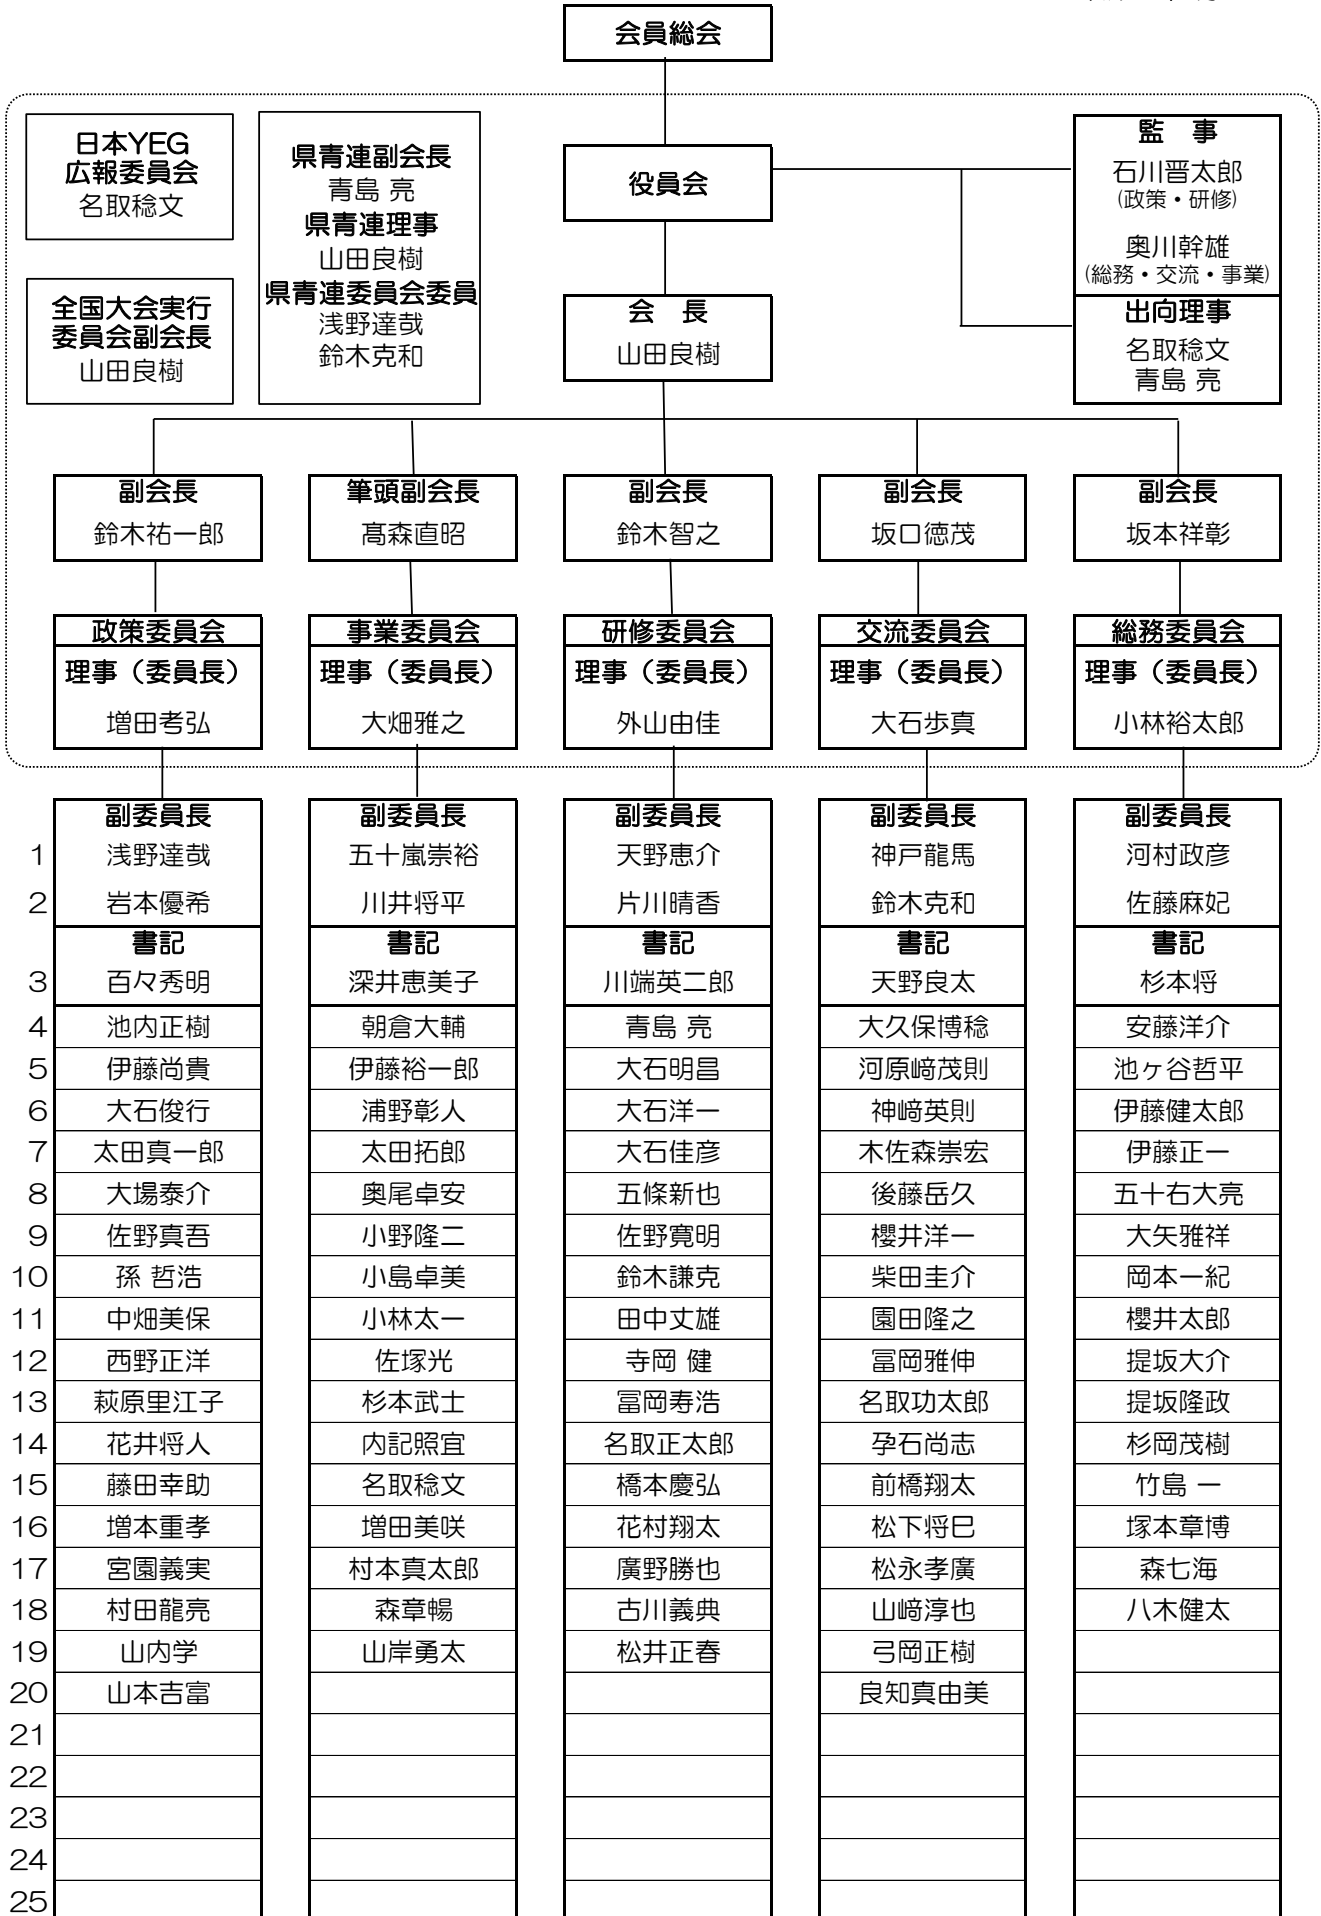 会員総会
日本YEG
広報委員会
名取稔文
全国大会実行
委員会副会長
山田良樹
県青連副会長
青島 亮
県青連理事
山田良樹
県青連委員会委員
浅野達哉
鈴木克和
役員会
会 長
山田良樹
監 事
石川晋太郎
(政策・研修)
奥川幹雄
(総務・交流・事業)
出向理事
名取稔文
青島 亮
副会長
鈴木祐一郎
筆頭副会長
髙森直昭
副会長
鈴木智之
副会長
坂口徳茂
副会長
坂本祥彰
政策委員会
理事（委員長）
増田考弘
事業委員会
理事（委員長）
大畑雅之
研修委員会
理事（委員長）
外山由佳
交流委員会
理事（委員長）
大石歩真
総務委員会
理事（委員長）
小林裕太郎
副委員長 副委員長 副委員長 副委員長 副委員長
1 浅野達哉 五十嵐崇裕 天野恵介 神戸龍馬 河村政彦
2 岩本優希 川井将平 片川晴香 鈴木克和 佐藤麻妃
書記 書記 書記 書記 書記
3 百々秀明 深井恵美子 川端英二郎 天野良太 杉本将
4 池内正樹 朝倉大輔 青島 亮 大久保博稔 安藤洋介
5 伊藤尚貴 伊藤裕一郎 大石明昌 河原﨑茂則 池ヶ谷哲平
6 大石俊行 浦野彰人 大石洋一 神﨑英則 伊藤健太郎
7 太田真一郎 太田拓郎 大石佳彦 木佐森崇宏 伊藤正一
8 大場泰介 奥尾卓安 五條新也 後藤岳久 五十右大亮
9 佐野真吾 小野隆二 佐野寛明 櫻井洋一 大矢雅祥
10 孫 哲浩 小島卓美 鈴木謙克 柴田圭介 岡本一紀
11 中畑美保 小林太一 田中丈雄 園田隆之 櫻井太郎
12 西野正洋 佐塚光 寺岡 健 冨岡雅伸 提坂大介
13 萩原里江子 杉本武士 冨岡寿浩 名取功太郎 提坂隆政
14 花井将人 内記照宜 名取正太郎 孕石尚志 杉岡茂樹
15 藤田幸助 名取稔文 橋本慶弘 前橋翔太 竹島 一
16 増本重孝 増田美咲 花村翔太 松下将巳 塚本章博
17 宮園義実 村本真太郎 廣野勝也 松永孝廣 森七海
18 村田龍亮 森章暢 古川義典 山﨑淳也 八木健太
19 山内学 山岸勇太 松井正春 弓岡正樹
20 山本吉富 良知真由美
21
22
23
24
25